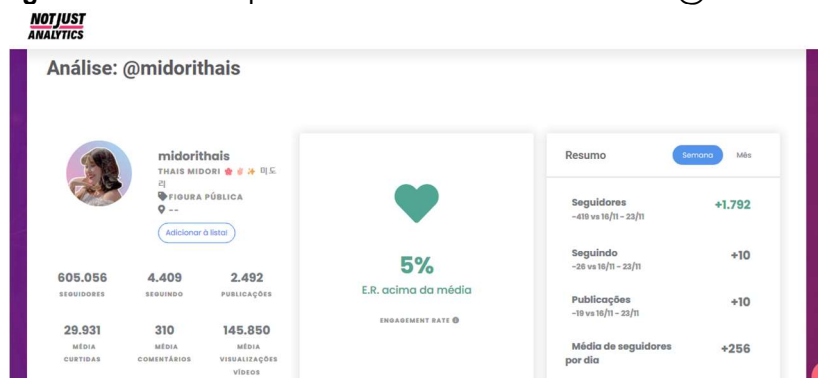 NOT JUST
ANALYTICS
Análise: @midorithais
midorithais
THAIS MIDORI 🌸 ✌ ✨ 미도
리
FIGURA PÚBLICA
--
Adicionar à lista!
605.056
SEGUIDORES
4.409
SEGUINDO
2.492
PUBLICAÇÕES
29.931
MÉDIA
CURTIDAS
310
MÉDIA
COMENTÁRIOS
145.850
MÉDIA
VISUALIZAÇÕES
VÍDEOS
5%
E.R. acima da média
ENGAGEMENT RATE
Resumo
Semana
Mês
Seguidores
-419 vs 16/11 - 23/11
+1.792
Seguindo
-26 vs 16/11 - 23/11
+10
Publicações
-19 vs 16/11 - 23/11
+10
Média de seguidores
por dia
+256